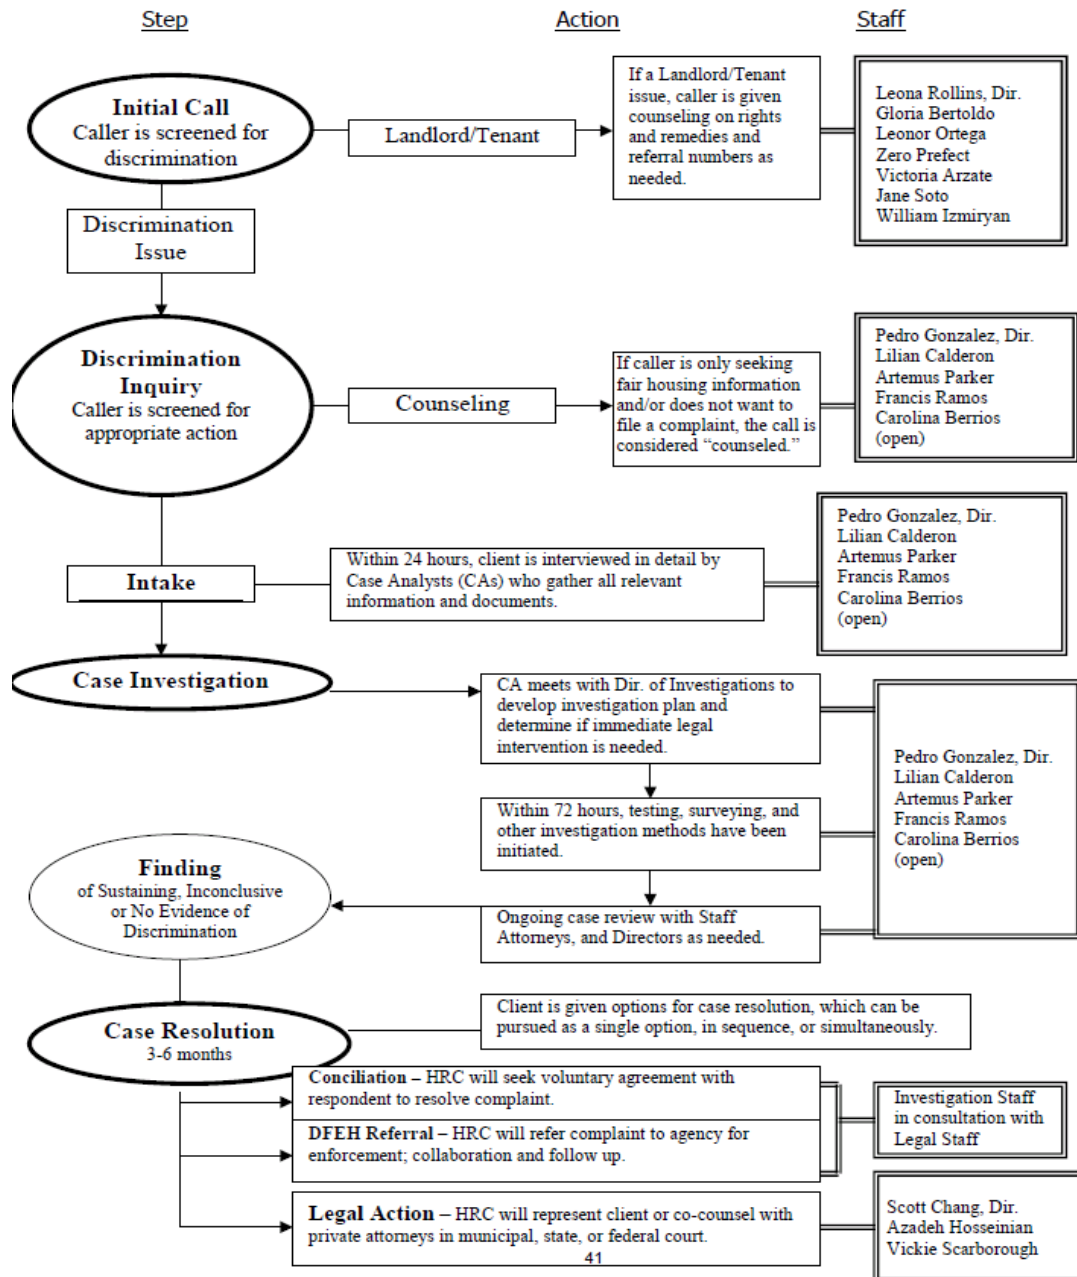 Step
Action
Staff
Initial Call
Caller is screened for
discrimination
Landlord/Tenant
If a Landlord/Tenant
issue, caller is given
counseling on rights
and remedies and
referral numbers as
needed.
Leona Rollins, Dir.
Gloria Bertoldo
Leonor Ortega
Zero Prefect
Victoria Arzate
Jane Soto
William Izmiryan
Discrimination
Issue
Discrimination
Inquiry
Caller is screened for
appropriate action
Counseling
If caller is only seeking
fair housing information
and/or does not want to
file a complaint, the call is
considered “counseled.”
Pedro Gonzalez, Dir.
Lilian Calderon
Artemus Parker
Francis Ramos
Carolina Berrios
(open)
Intake
Within 24 hours, client is interviewed in detail by
Case Analysts (CAs) who gather all relevant
information and documents.
Pedro Gonzalez, Dir.
Lilian Calderon
Artemus Parker
Francis Ramos
Carolina Berrios
(open)
Case Investigation
CA meets with Dir. of Investigations to
develop investigation plan and
determine if immediate legal
intervention is needed.
Within 72 hours, testing, surveying, and
other investigation methods have been
initiated.
Ongoing case review with Staff
Attorneys, and Directors as needed.
Pedro Gonzalez, Dir.
Lilian Calderon
Artemus Parker
Francis Ramos
Carolina Berrios
(open)
Finding
of Sustaining, Inconclusive
or No Evidence of
Discrimination
Case Resolution
3-6 months
Client is given options for case resolution, which can be
pursued as a single option, in sequence, or simultaneously.
Conciliation – HRC will seek voluntary agreement with
respondent to resolve complaint.
DFEH Referral – HRC will refer complaint to agency for
enforcement; collaboration and follow up.
Investigation Staff
in consultation with
Legal Staff
Legal Action – HRC will represent client or co-counsel with
private attorneys in municipal, state, or federal court.
Scott Chang, Dir.
Azadeh Hosseinian
Vickie Scarborough
41